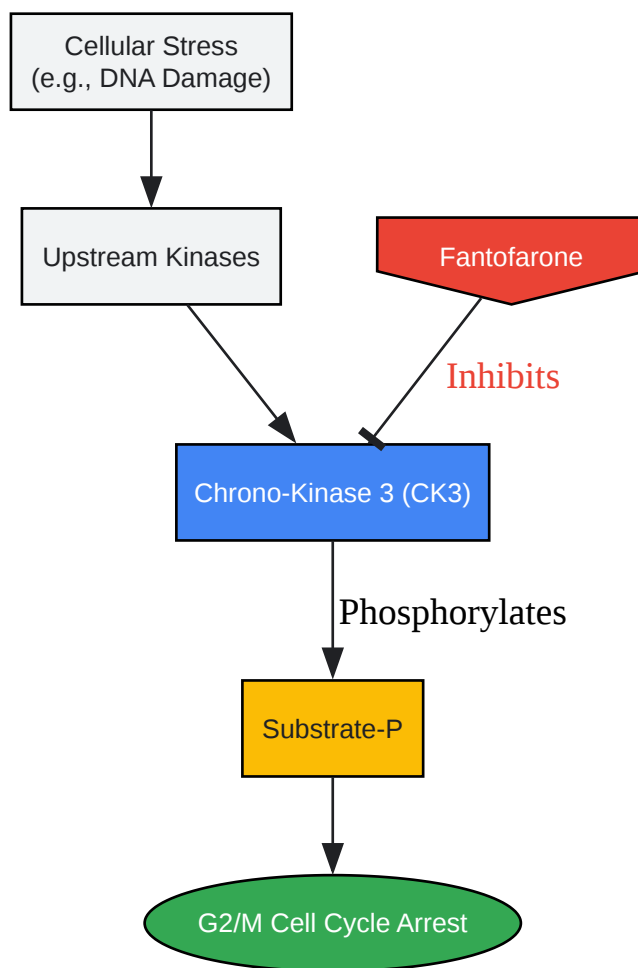 Cellular Stress
(e.g., DNA Damage)
Upstream Kinases
Fantofarone
Inhibits
Chrono-Kinase 3 (CK3)
Phosphorylates
Substrate-P
G2/M Cell Cycle Arrest